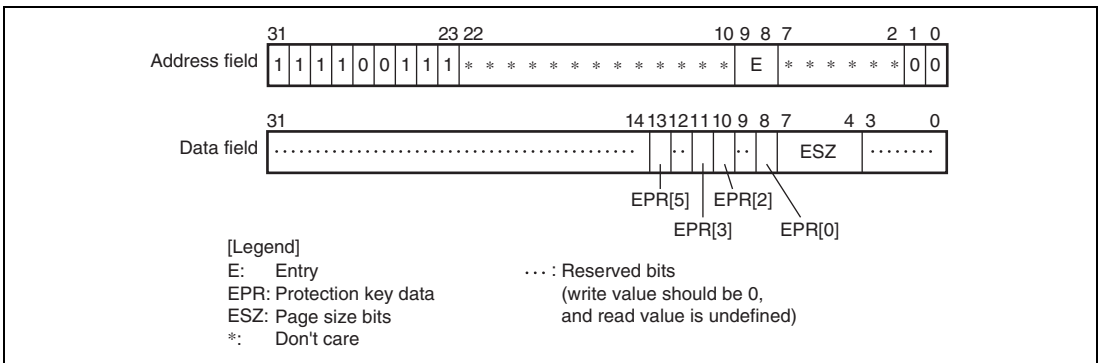 31 23 22 10 9 8 7 2 1 0
Address field 1 1 1 1 0 0 1 1 1 * * * * * * * * * * * * * E * * * * * * 0 0
31 14 13 12 11 10 9 8 7 4 3 0
Data field ........................................... .. .. ESZ ........
EPR[5] EPR[2]
EPR[3] EPR[0]
[Legend]
E: Entry ... : Reserved bits
EPR: Protection key data (write value should be 0,
ESZ: Page size bits and read value is undefined)
*: Don't care